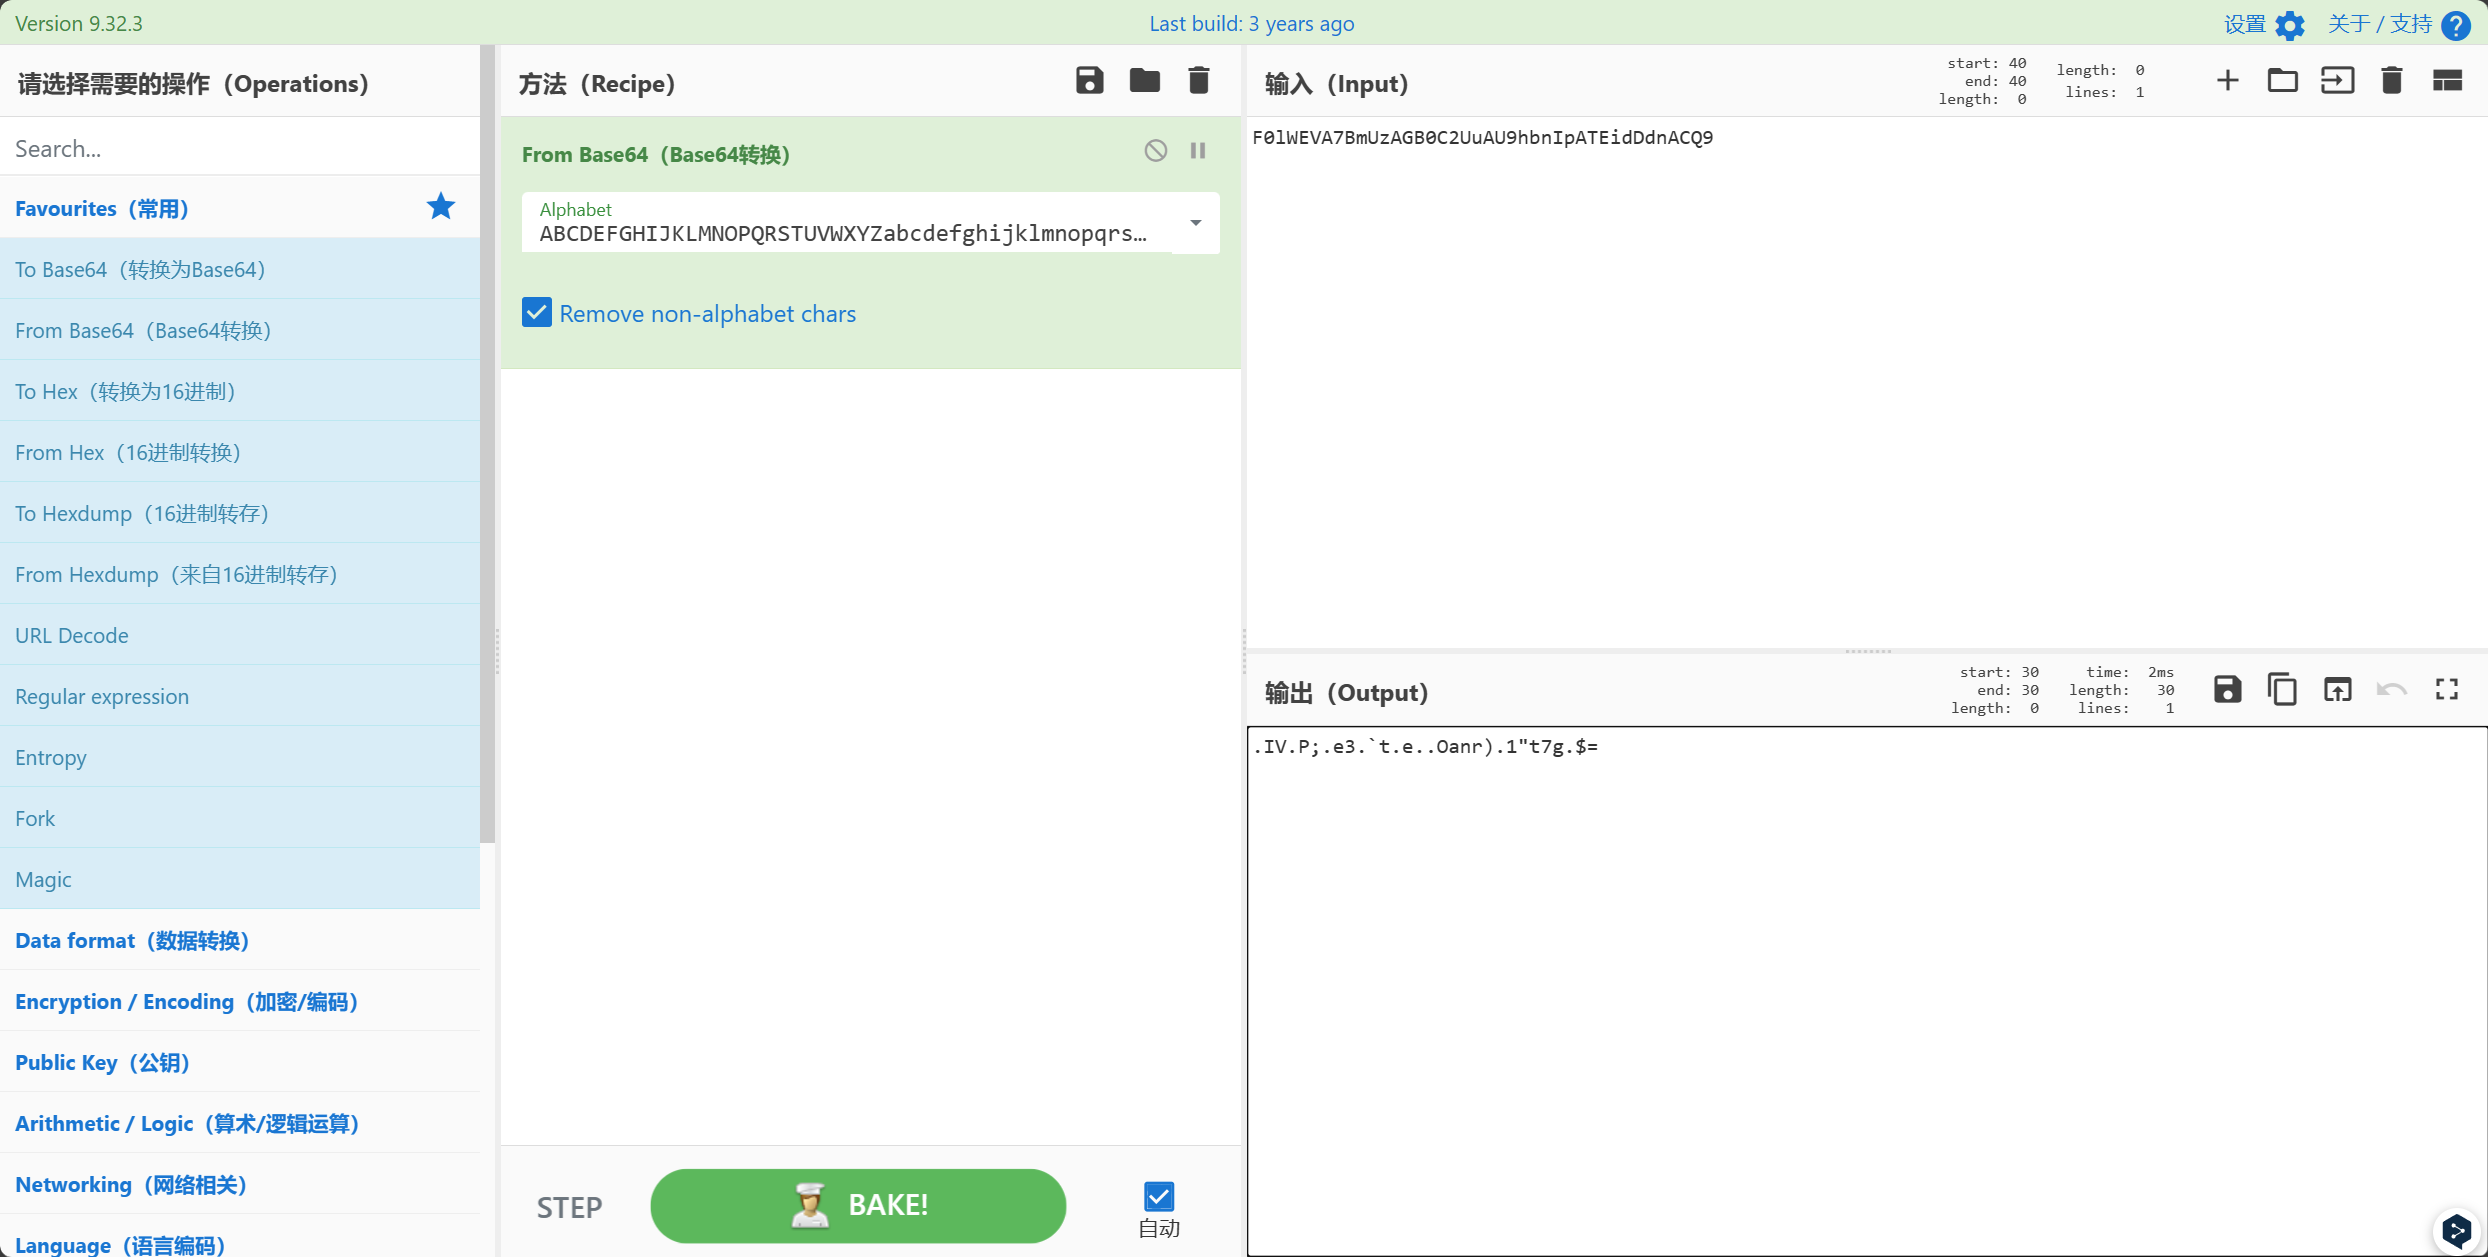 Version 9.32.3
Last build: 3 years ago
设置
关于 / 支持
请选择需要的操作（Operations）
Search...
Favourites（常用）
To Base64（转换为Base64）
From Base64（Base64转换）
To Hex（转换为16进制）
From Hex（16进制转换）
To Hexdump（16进制转存）
From Hexdump（来自16进制转存）
URL Decode
Regular expression
Entropy
Fork
Magic
Data format（数据转换）
Encryption / Encoding（加密/编码）
Public Key（公钥）
Arithmetic / Logic（算术/逻辑运算）
Networking（网络相关）
Language（语言编码）
方法（Recipe）
From Base64（Base64转换）
Alphabet
ABCDEFGHIJKLMNOPQRSTUVWXYZabcdefghijklmnopqrs…
Remove non-alphabet chars
STEP
BAKE!
自动
输入（Input）
start: 40
end: 40
length: 0
length: 0
lines: 1
F0lWEVA7BmUzAGB0C2UuAU9hbnIpATEidDdnACQ9
输出（Output）
start: 30
end: 30
length: 0
time: 2ms
length: 30
lines: 1
.IV.P;.e3.`t.e..Oanr).1"t7g.$=